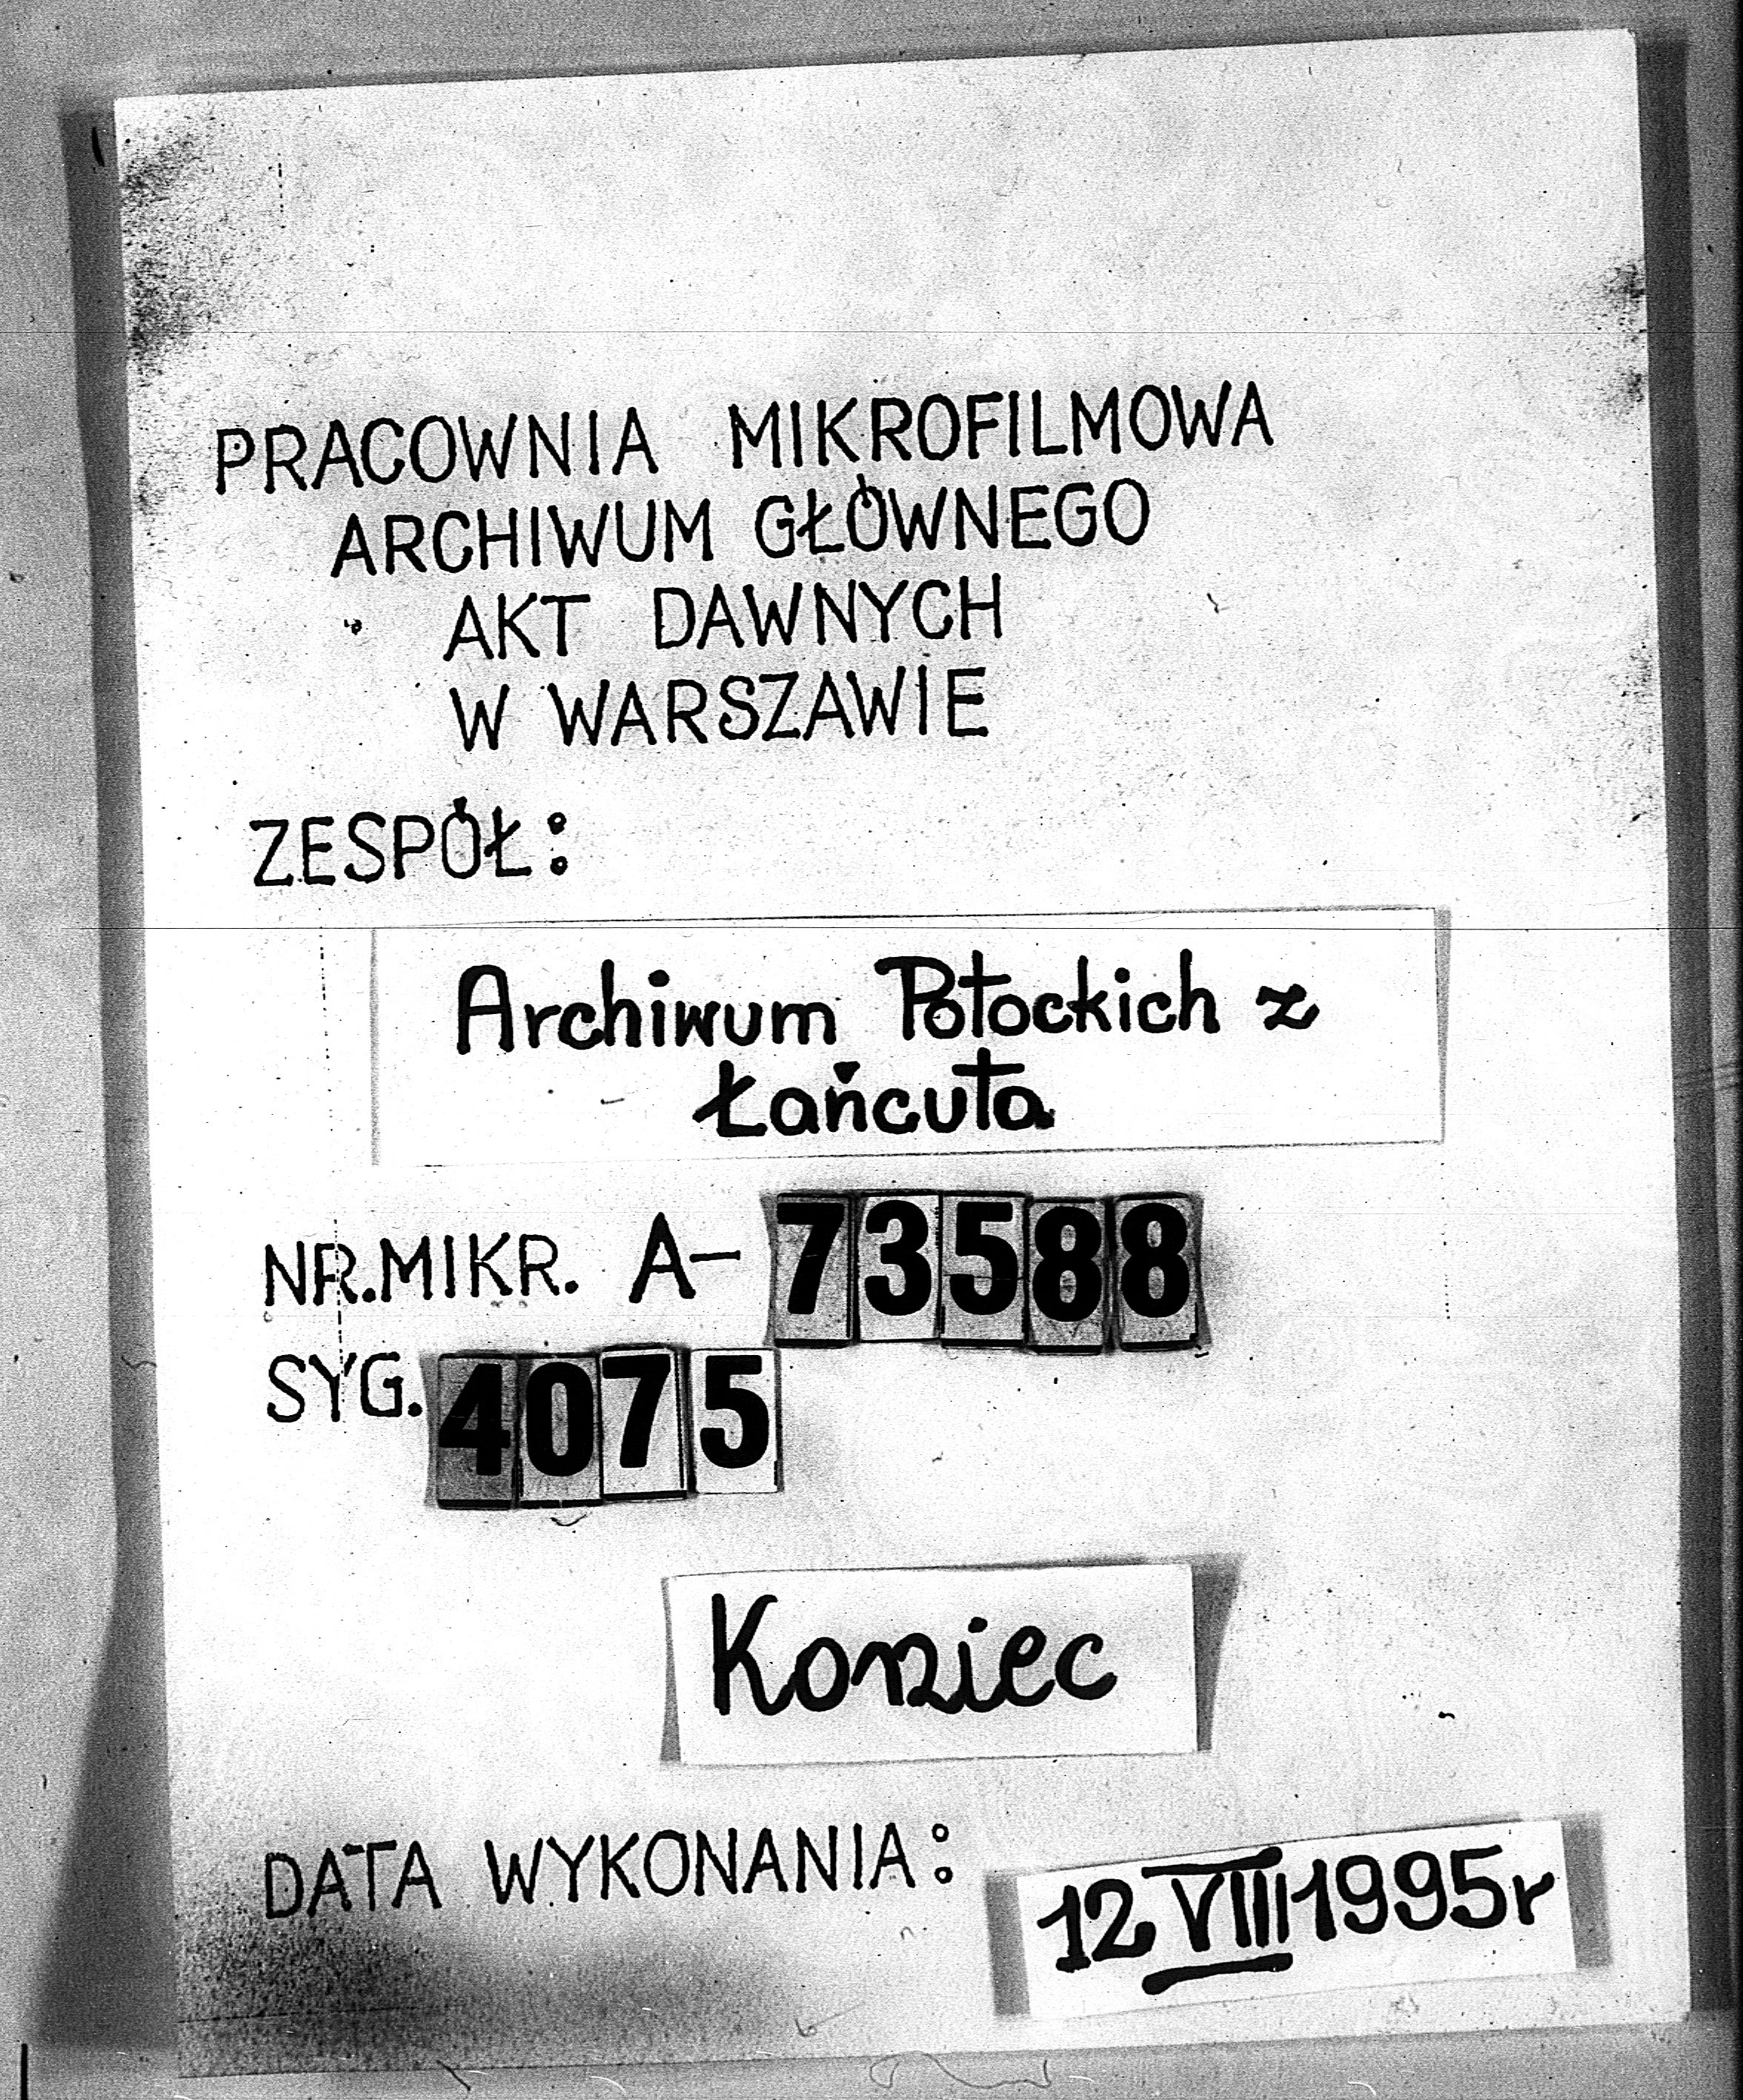 PRACOWNIA MIKROFILMOWA
ARCHIWUM GŁÓWNEGO
AKT DAWNYCH
W WARSZAWIE
ZESPÓŁ:
Archiwum Potockich z
Łańcuta
NR.MIKR. A-73588
SYG. 4075
Koniec
DATA WYKONANIA: 12 VIII 1995r